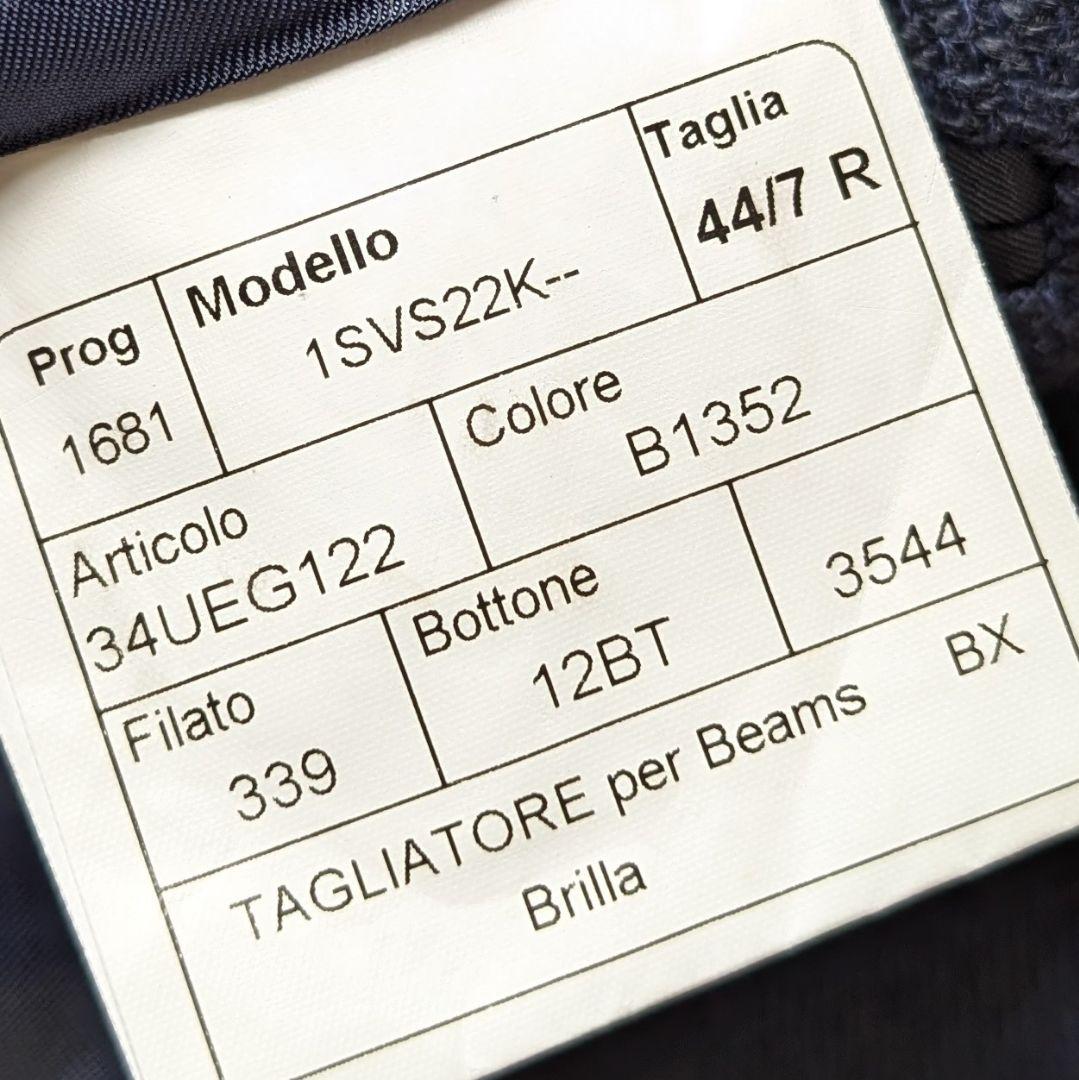 Prog
1681
Modello
1SVS22K--
Taglia
44/7 R
Articolo
34UEG122
Colore
B1352
Filato
339
Bottone
12BT
3544
TAGLIATORE per Beams BX
Brilla